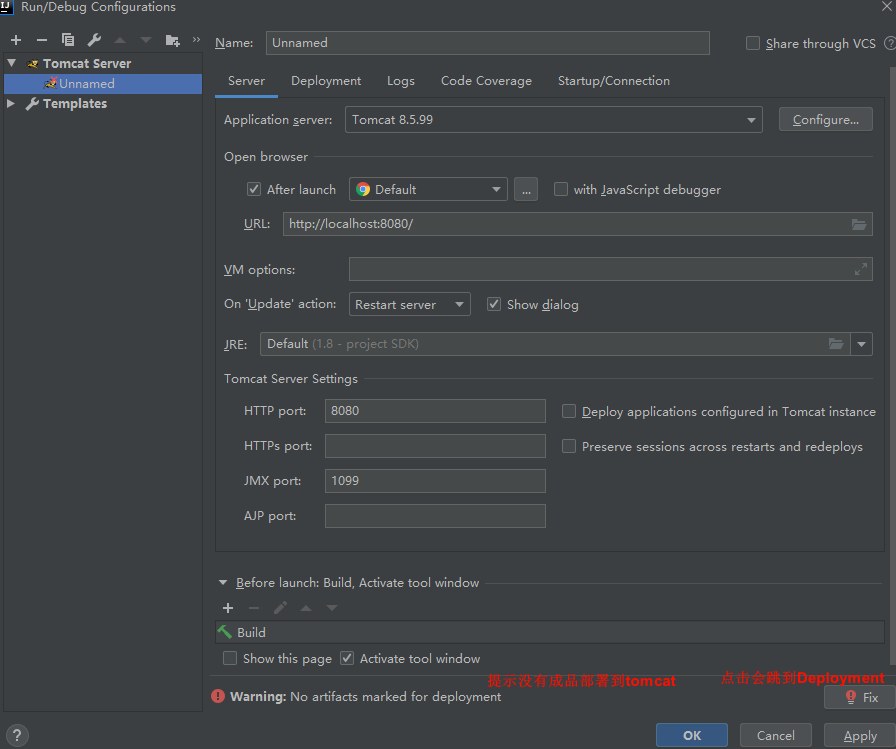 Run/Debug Configurations
Name: Unnamed
Share through VCS
Tomcat Server
Unnamed
Templates
Server Deployment Logs Code Coverage Startup/Connection
Application server: Tomcat 8.5.99 Configure...
Open browser
After launch Default ... with JavaScript debugger
URL: http://localhost:8080/
VM options:
On 'Update' action: Restart server Show dialog
JRE: Default (1.8 - project SDK)
Tomcat Server Settings
HTTP port: 8080 Deploy applications configured in Tomcat instance
HTTPs port: Preserve sessions across restarts and redeploys
JMX port: 1099
AJP port:
Before launch: Build, Activate tool window
Build
Show this page Activate tool window
提示没有成品部署到tomcat 点击会跳到Deployment
Warning: No artifacts marked for deployment Fix
? OK Cancel Apply